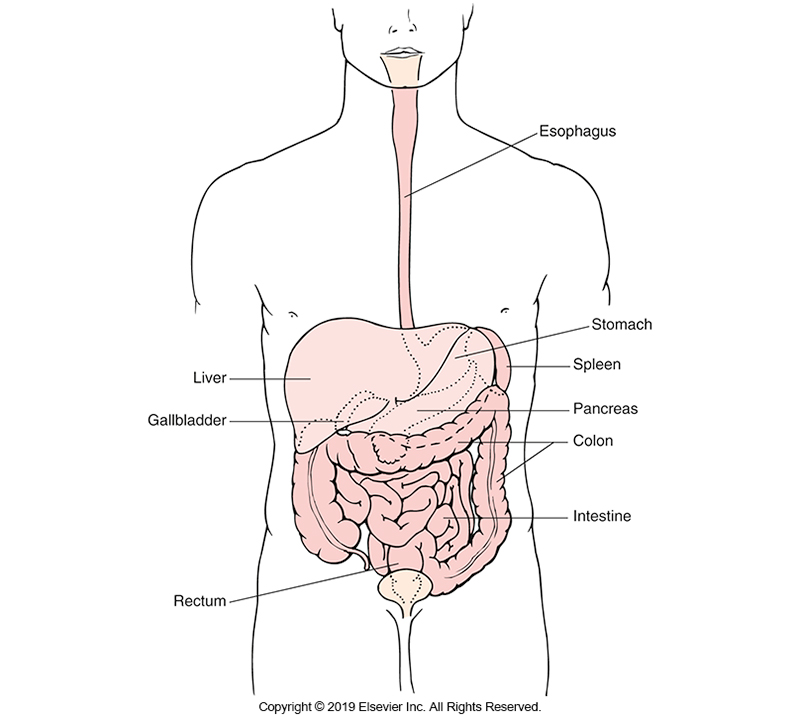 Esophagus
Stomach
Spleen
Liver
Pancreas
Gallbladder
Colon
Intestine
Rectum
Copyright © 2019 Elsevier Inc. All Rights Reserved.